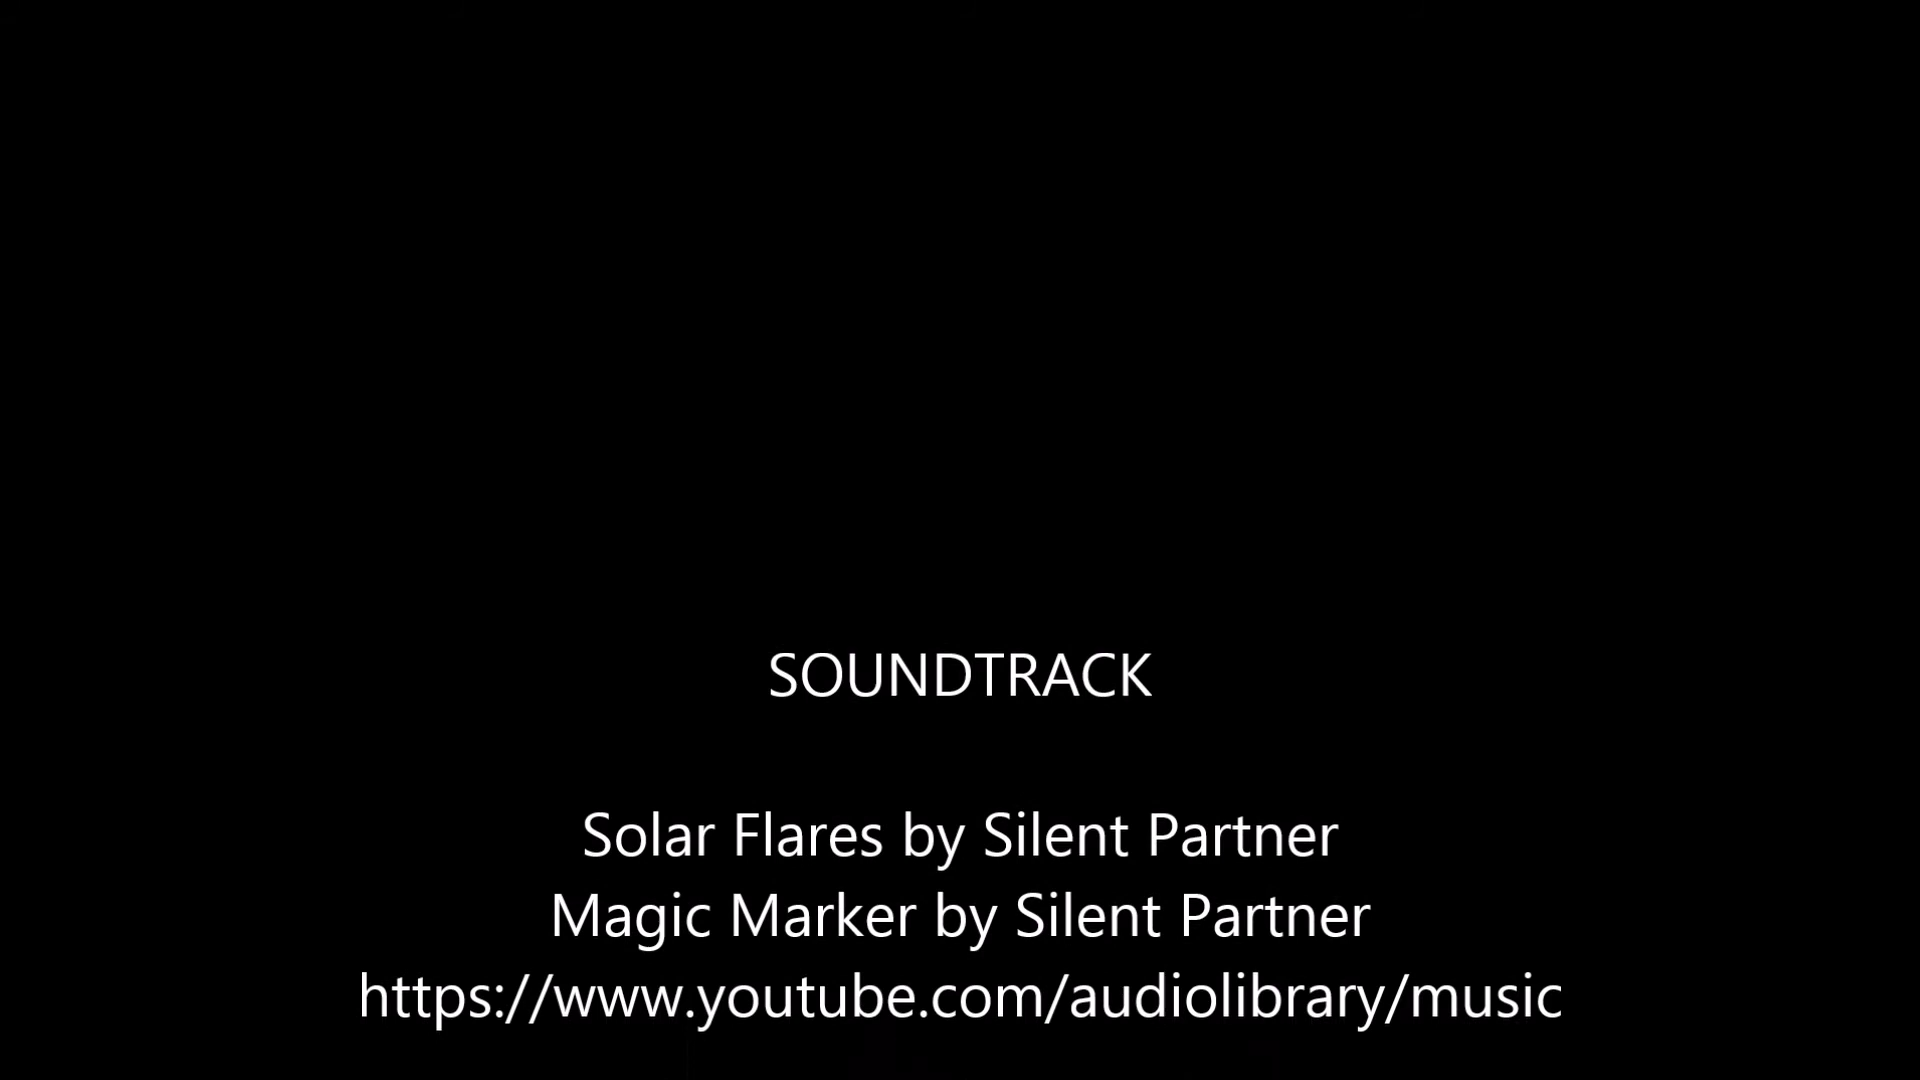 SOUNDTRACK
Solar Flares by Silent Partner
Magic Marker by Silent Partner
https://www.youtube.com/audiolibrary/music